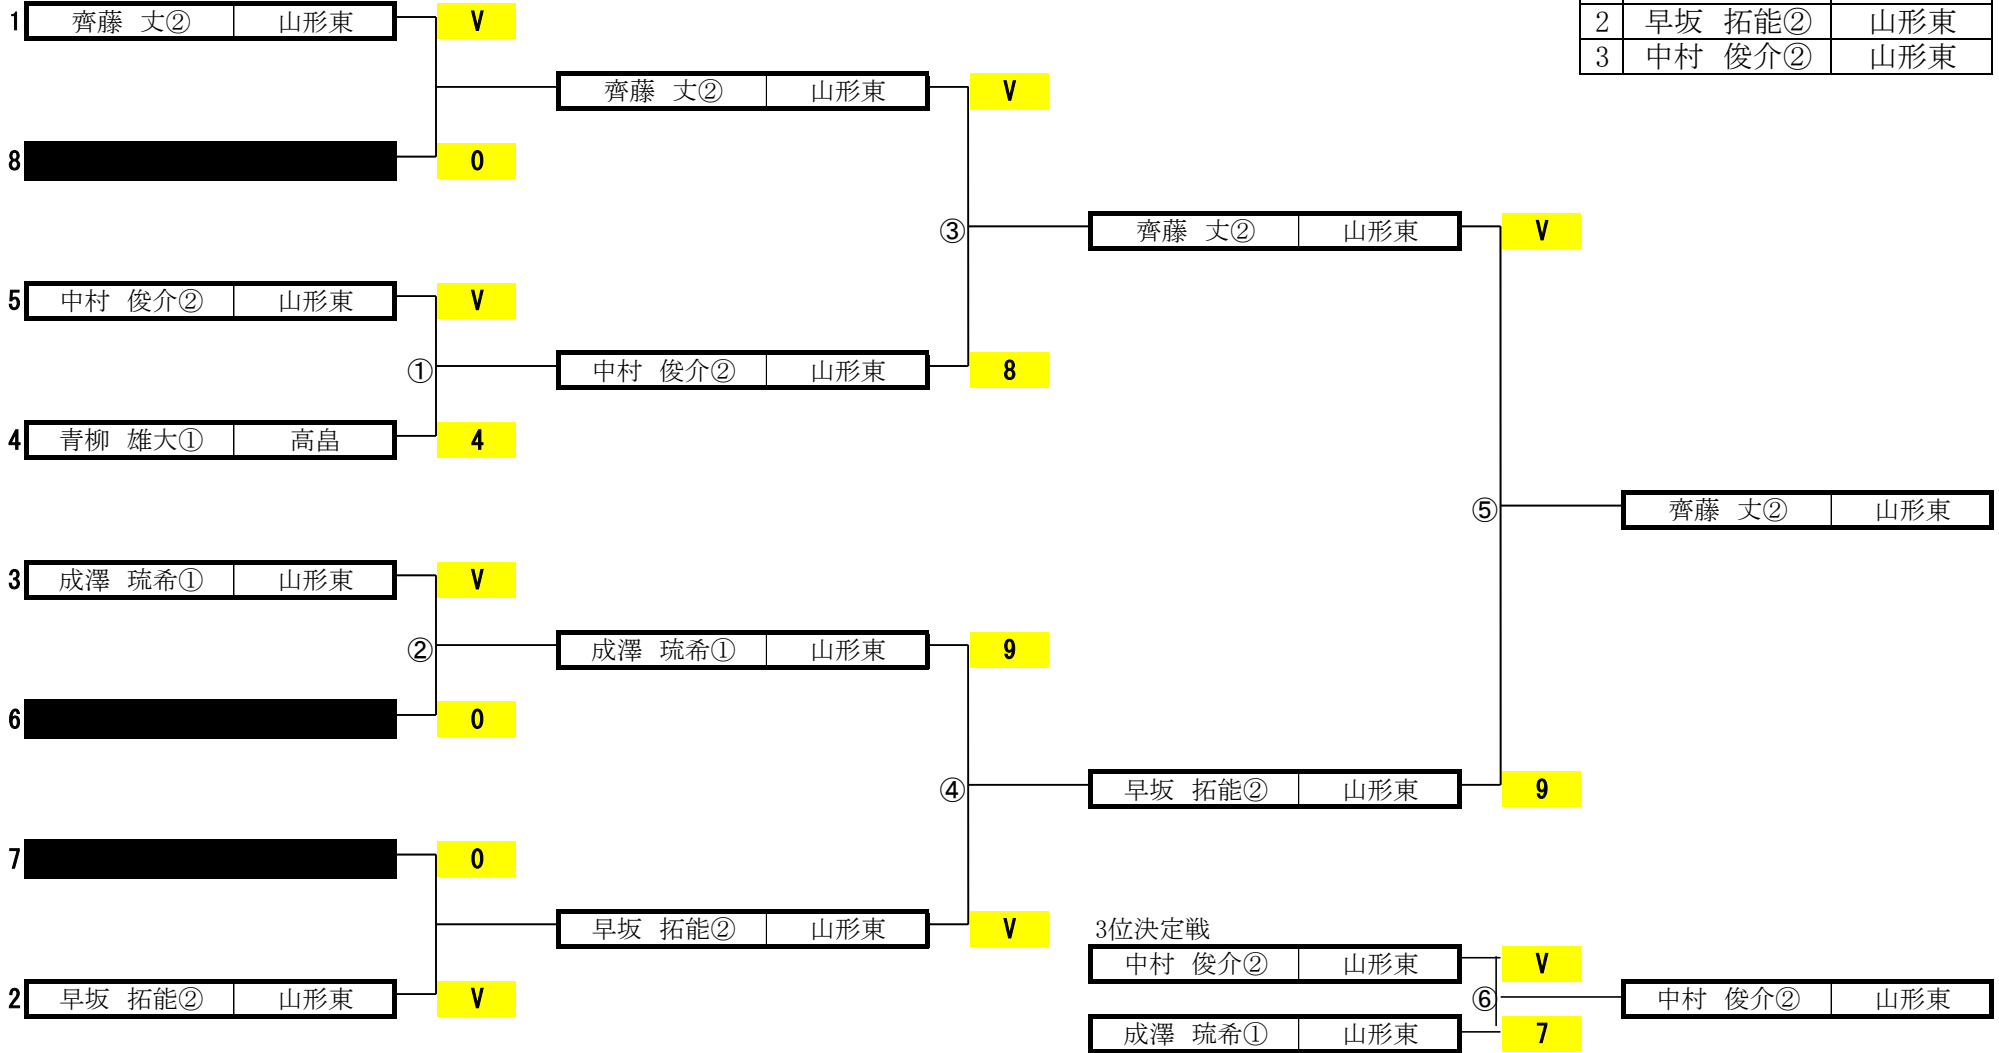 1 齊藤 丈② 山形東 V
2 早坂 拓能② 山形東
3 中村 俊介② 山形東
齊藤 丈② 山形東 V
8 0
③ 齊藤 丈② 山形東 V
5 中村 俊介② 山形東 V
① 中村 俊介② 山形東 8
4 青柳 雄大① 高畠 4
⑤ 齊藤 丈② 山形東
3 成澤 琉希① 山形東 V
② 成澤 琉希① 山形東 9
6 0
④ 早坂 拓能② 山形東 9
7 0
早坂 拓能② 山形東 V
3位決定戦
中村 俊介② 山形東 V
2 早坂 拓能② 山形東 V
⑥ 中村 俊介② 山形東
成澤 琉希① 山形東 7